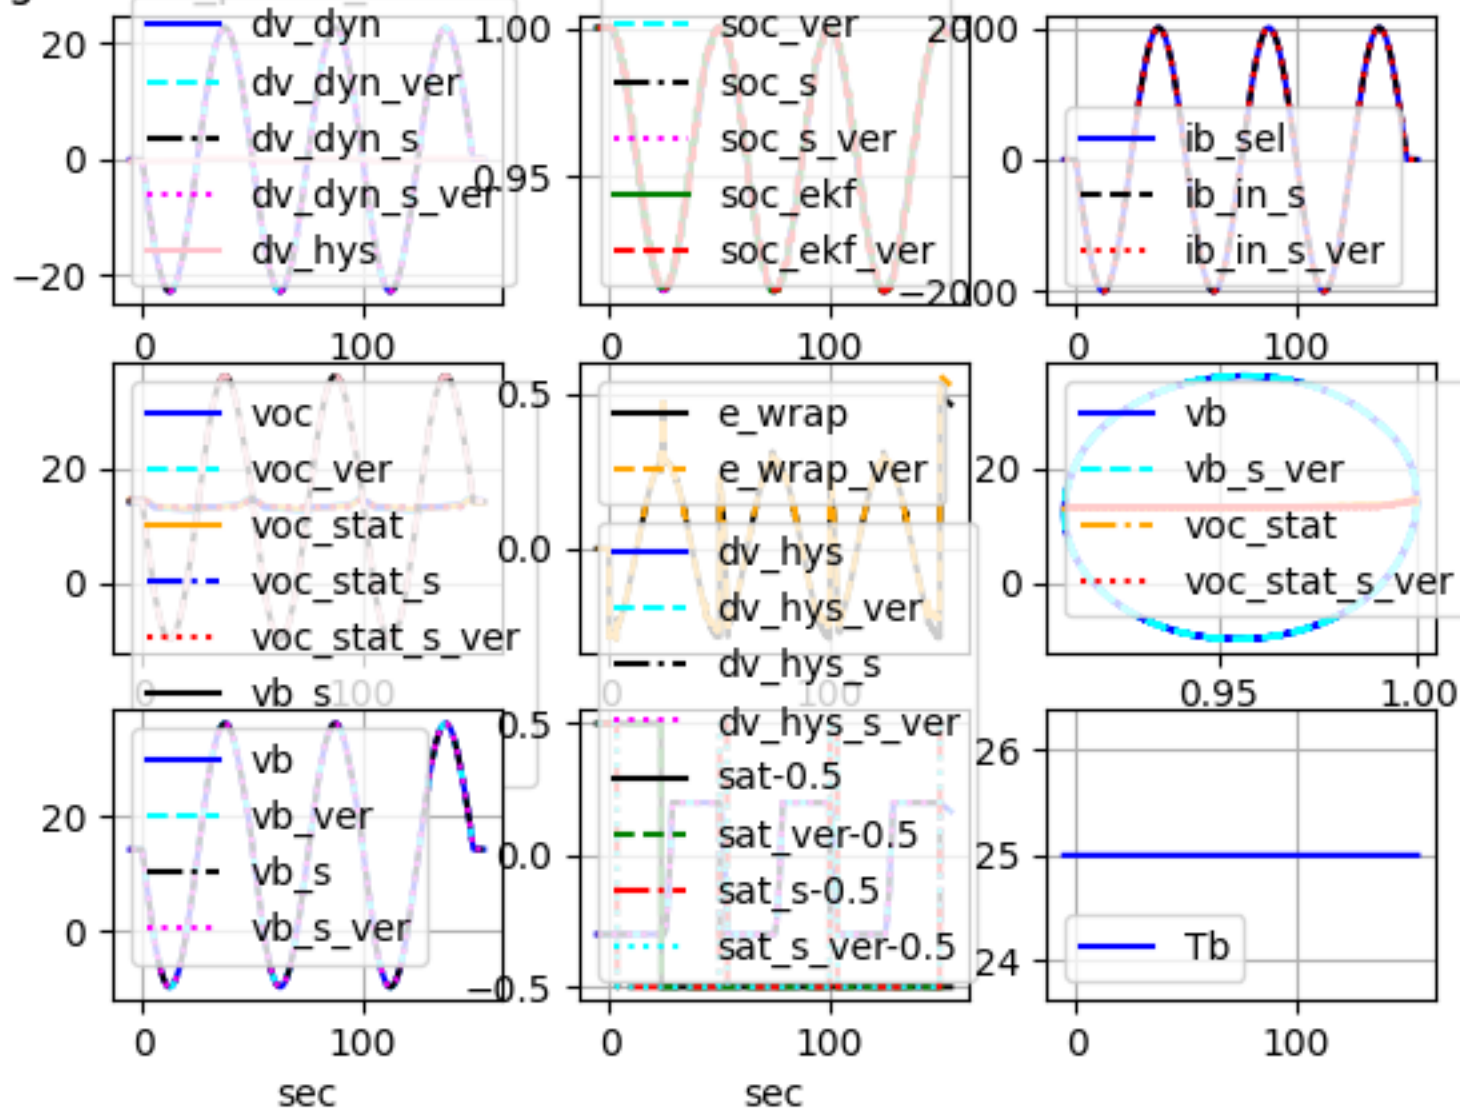 20
0
−20
dv_dyn
dv_dyn_ver
dv_dyn_s
dv_dyn_s_ver
dv_hys
0
100
1.00
0.95
soc_ver
soc_s
soc_s_ver
soc_ekf
soc_ekf_ver
0
100
2000
0
−2000
ib_sel
ib_in_s
ib_in_s_ver
0
100
20
0
voc
voc_ver
voc_stat
voc_stat_s
voc_stat_s_ver
vb_s
0
100
0.5
0.0
e_wrap
e_wrap_ver
0
100
20
0
vb
vb_s_ver
voc_stat
voc_stat_s_ver
0.95
1.00
20
0
vb
vb_ver
vb_s
vb_s_ver
0
100
sec
0.5
0.0
−0.5
dv_hys
dv_hys_ver
dv_hys_s
dv_hys_s_ver
sat-0.5
sat_ver-0.5
sat_s-0.5
sat_s_ver-0.5
0
100
sec
26
25
24
Tb
0
100